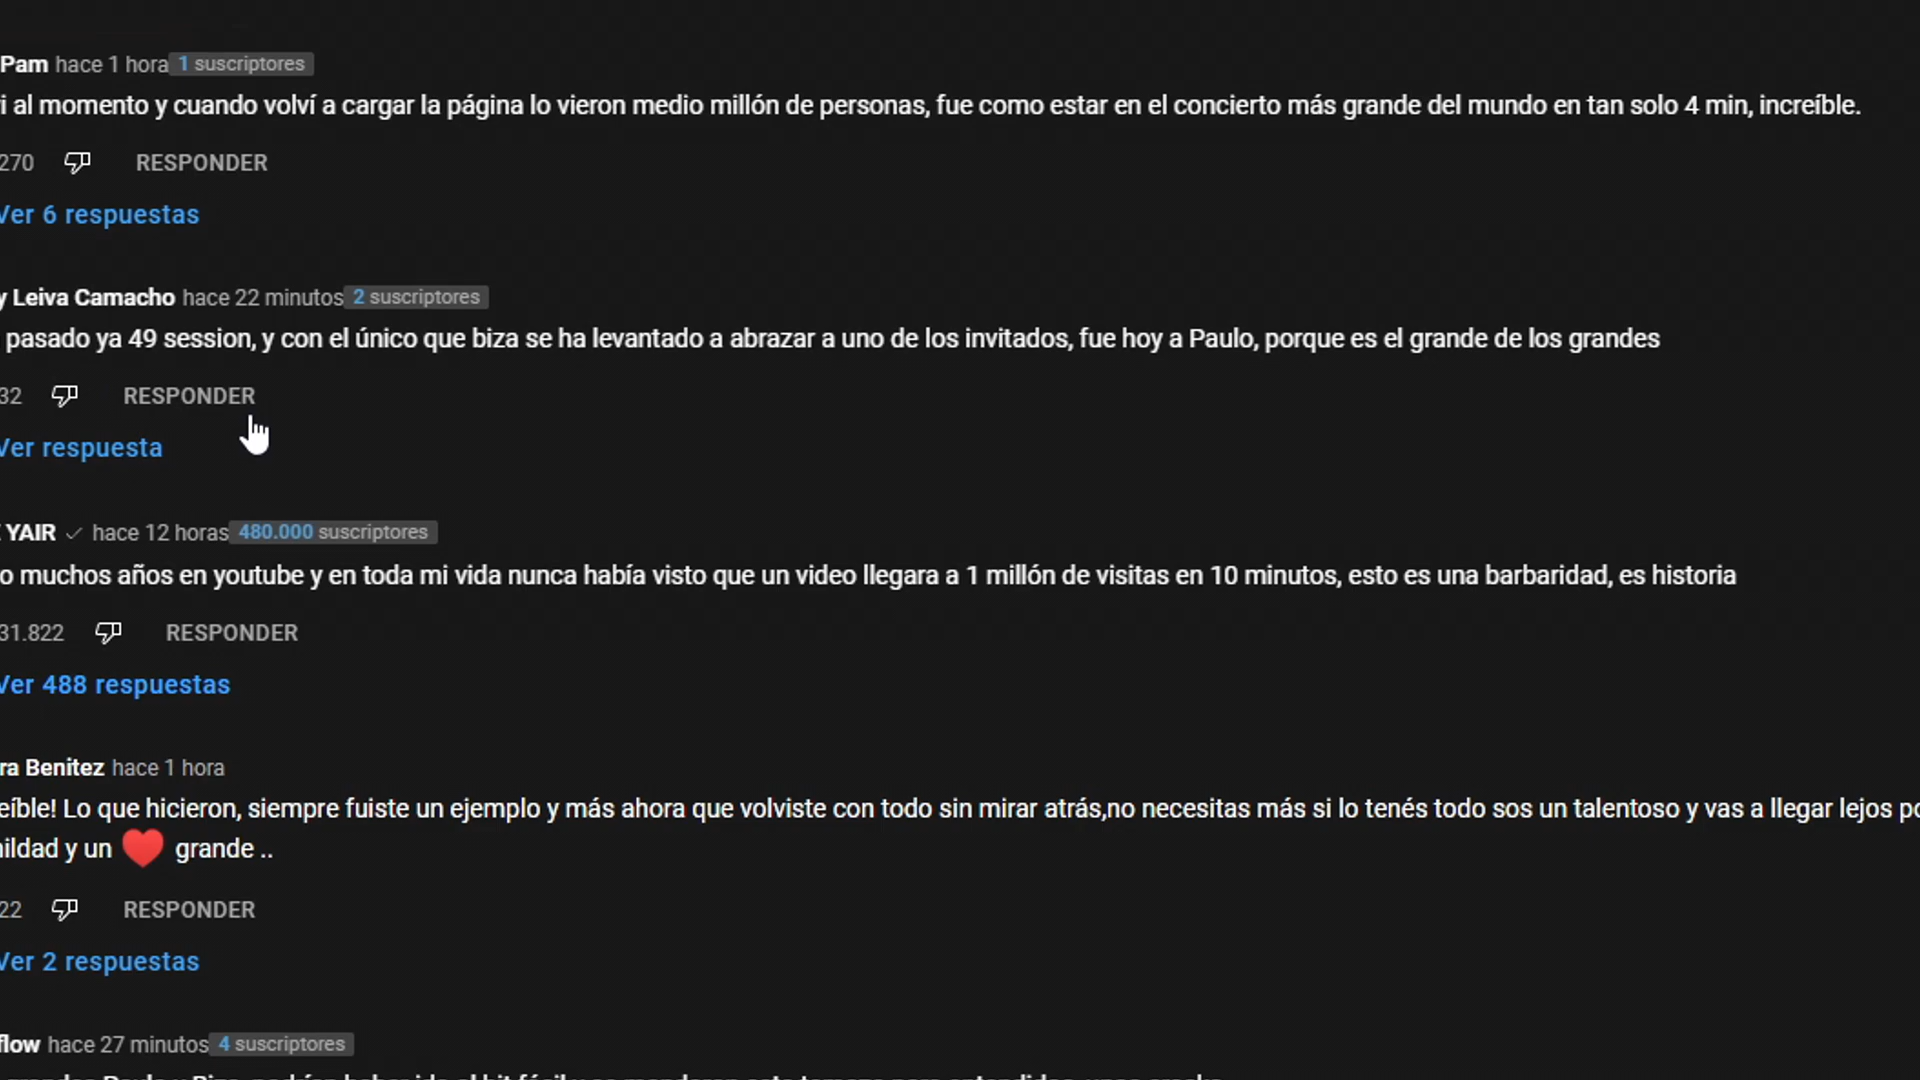 Pam hace 1 hora 1 suscriptores
i al momento y cuando volví a cargar la página lo vieron medio millón de personas, fue como estar en el concierto más grande del mundo en tan solo 4 min, increíble.
270 RESPONDER
Ver 6 respuestas
y Leiva Camacho hace 22 minutos 2 suscriptores
pasado ya 49 session, y con el único que biza se ha levantado a abrazar a uno de los invitados, fue hoy a Paulo, porque es el grande de los grandes
32 RESPONDER
Ver respuesta
YAIR hace 12 horas 480.000 suscriptores
o muchos años en youtube y en toda mi vida nunca había visto que un video llegara a 1 millón de visitas en 10 minutos, esto es una barbaridad, es historia
31.822 RESPONDER
Ver 488 respuestas
ra Benitez hace 1 hora
eíble! Lo que hicieron, siempre fuiste un ejemplo y más ahora que volviste con todo sin mirar atrás,no necesitas más si lo tenés todo sos un talentoso y vas a llegar lejos po
ildad y un ❤ grande ..
22 RESPONDER
Ver 2 respuestas
flow hace 27 minutos 4 suscriptores